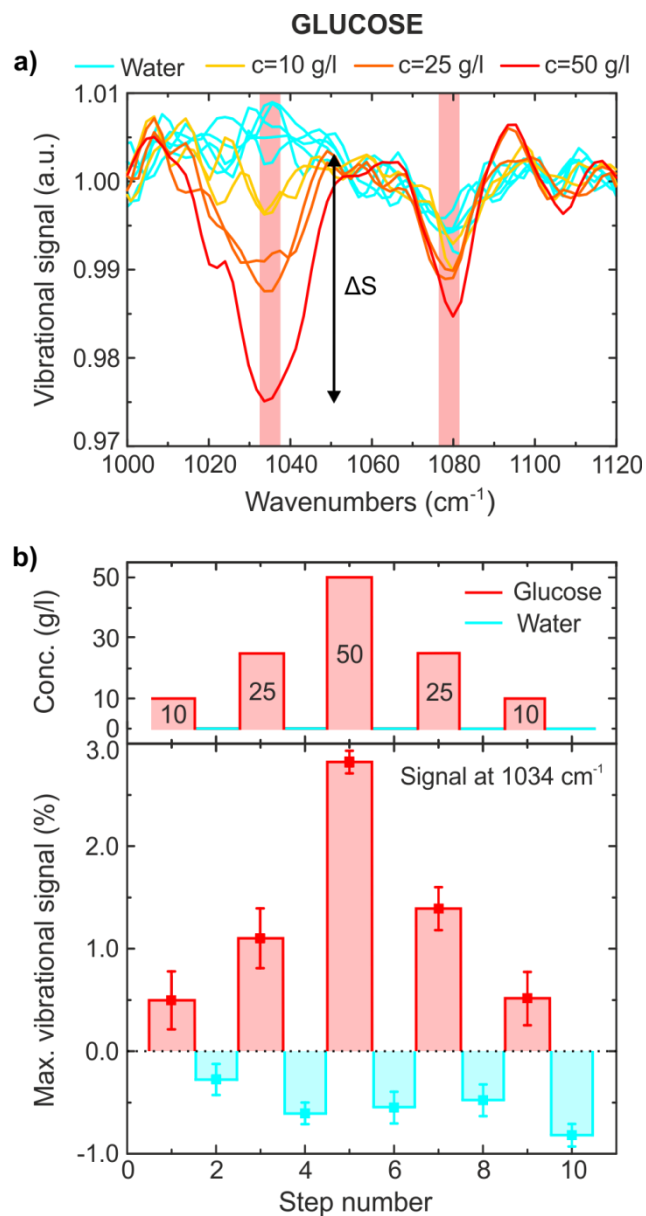 GLUCOSE
a)
Water c=10 g/l c=25 g/l c=50 g/l
1.01
1.00
0.99
0.98
0.97
Vibrational signal (a.u.)
ΔS
1000 1020 1040 1060 1080 1100 1120
Wavenumbers (cm⁻¹)
b)
50
30
10
0
Conc. (g/l)
Glucose
Water
10 25 50 25 10
3.0
2.0
1.0
0.0
-1.0
Max. vibrational signal (%)
Signal at 1034 cm⁻¹
0 2 4 6 8 10
Step number